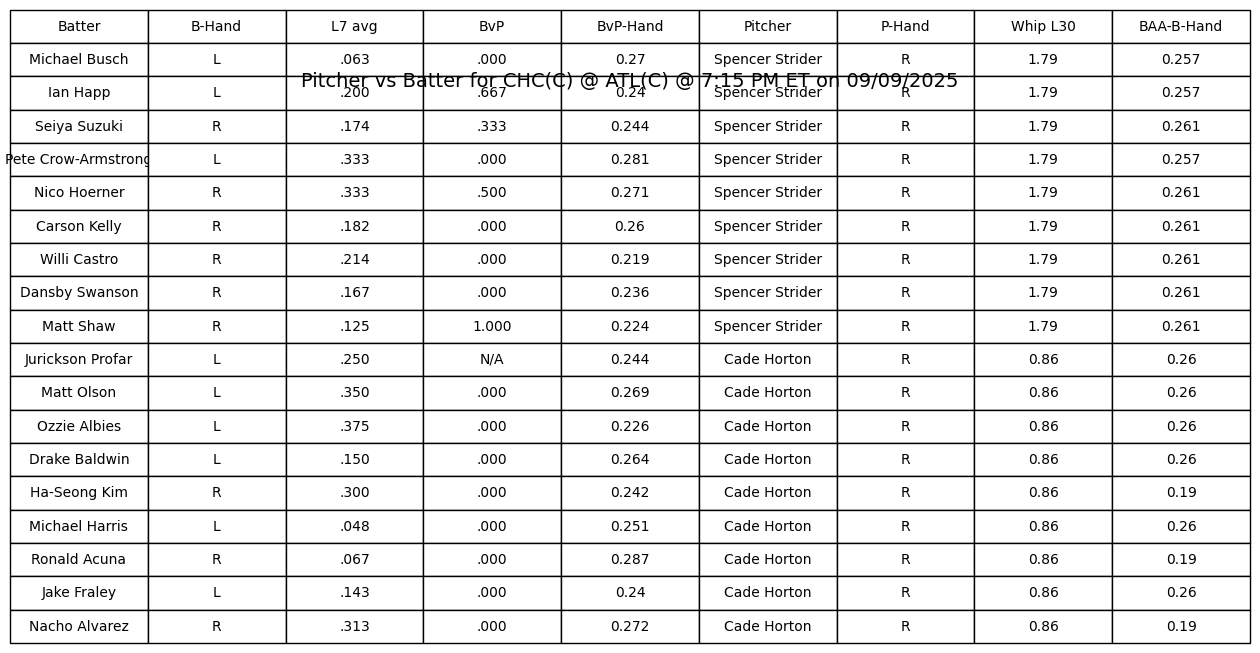 Batter B-Hand L7 avg BvP BvP-Hand Pitcher P-Hand Whip L30 BAA-B-Hand
Michael Busch L .063 .000 0.27 Spencer Strider R 1.79 0.257
Pitcher vs Batter for CHC(C) @ ATL(C) @ 7:15 PM ET on 09/09/2025
Ian Happ L .200 .667 0.24 Spencer Strider R 1.79 0.257
Seiya Suzuki R .174 .333 0.244 Spencer Strider R 1.79 0.261
Pete Crow-Armstrong L .333 .000 0.281 Spencer Strider R 1.79 0.257
Nico Hoerner R .333 .500 0.271 Spencer Strider R 1.79 0.261
Carson Kelly R .182 .000 0.26 Spencer Strider R 1.79 0.261
Willi Castro R .214 .000 0.219 Spencer Strider R 1.79 0.261
Dansby Swanson R .167 .000 0.236 Spencer Strider R 1.79 0.261
Matt Shaw R .125 1.000 0.224 Spencer Strider R 1.79 0.261
Jurickson Profar L .250 N/A 0.244 Cade Horton R 0.86 0.26
Matt Olson L .350 .000 0.269 Cade Horton R 0.86 0.26
Ozzie Albies L .375 .000 0.226 Cade Horton R 0.86 0.26
Drake Baldwin L .150 .000 0.264 Cade Horton R 0.86 0.26
Ha-Seong Kim R .300 .000 0.242 Cade Horton R 0.86 0.19
Michael Harris L .048 .000 0.251 Cade Horton R 0.86 0.26
Ronald Acuna R .067 .000 0.287 Cade Horton R 0.86 0.19
Jake Fraley L .143 .000 0.24 Cade Horton R 0.86 0.26
Nacho Alvarez R .313 .000 0.272 Cade Horton R 0.86 0.19